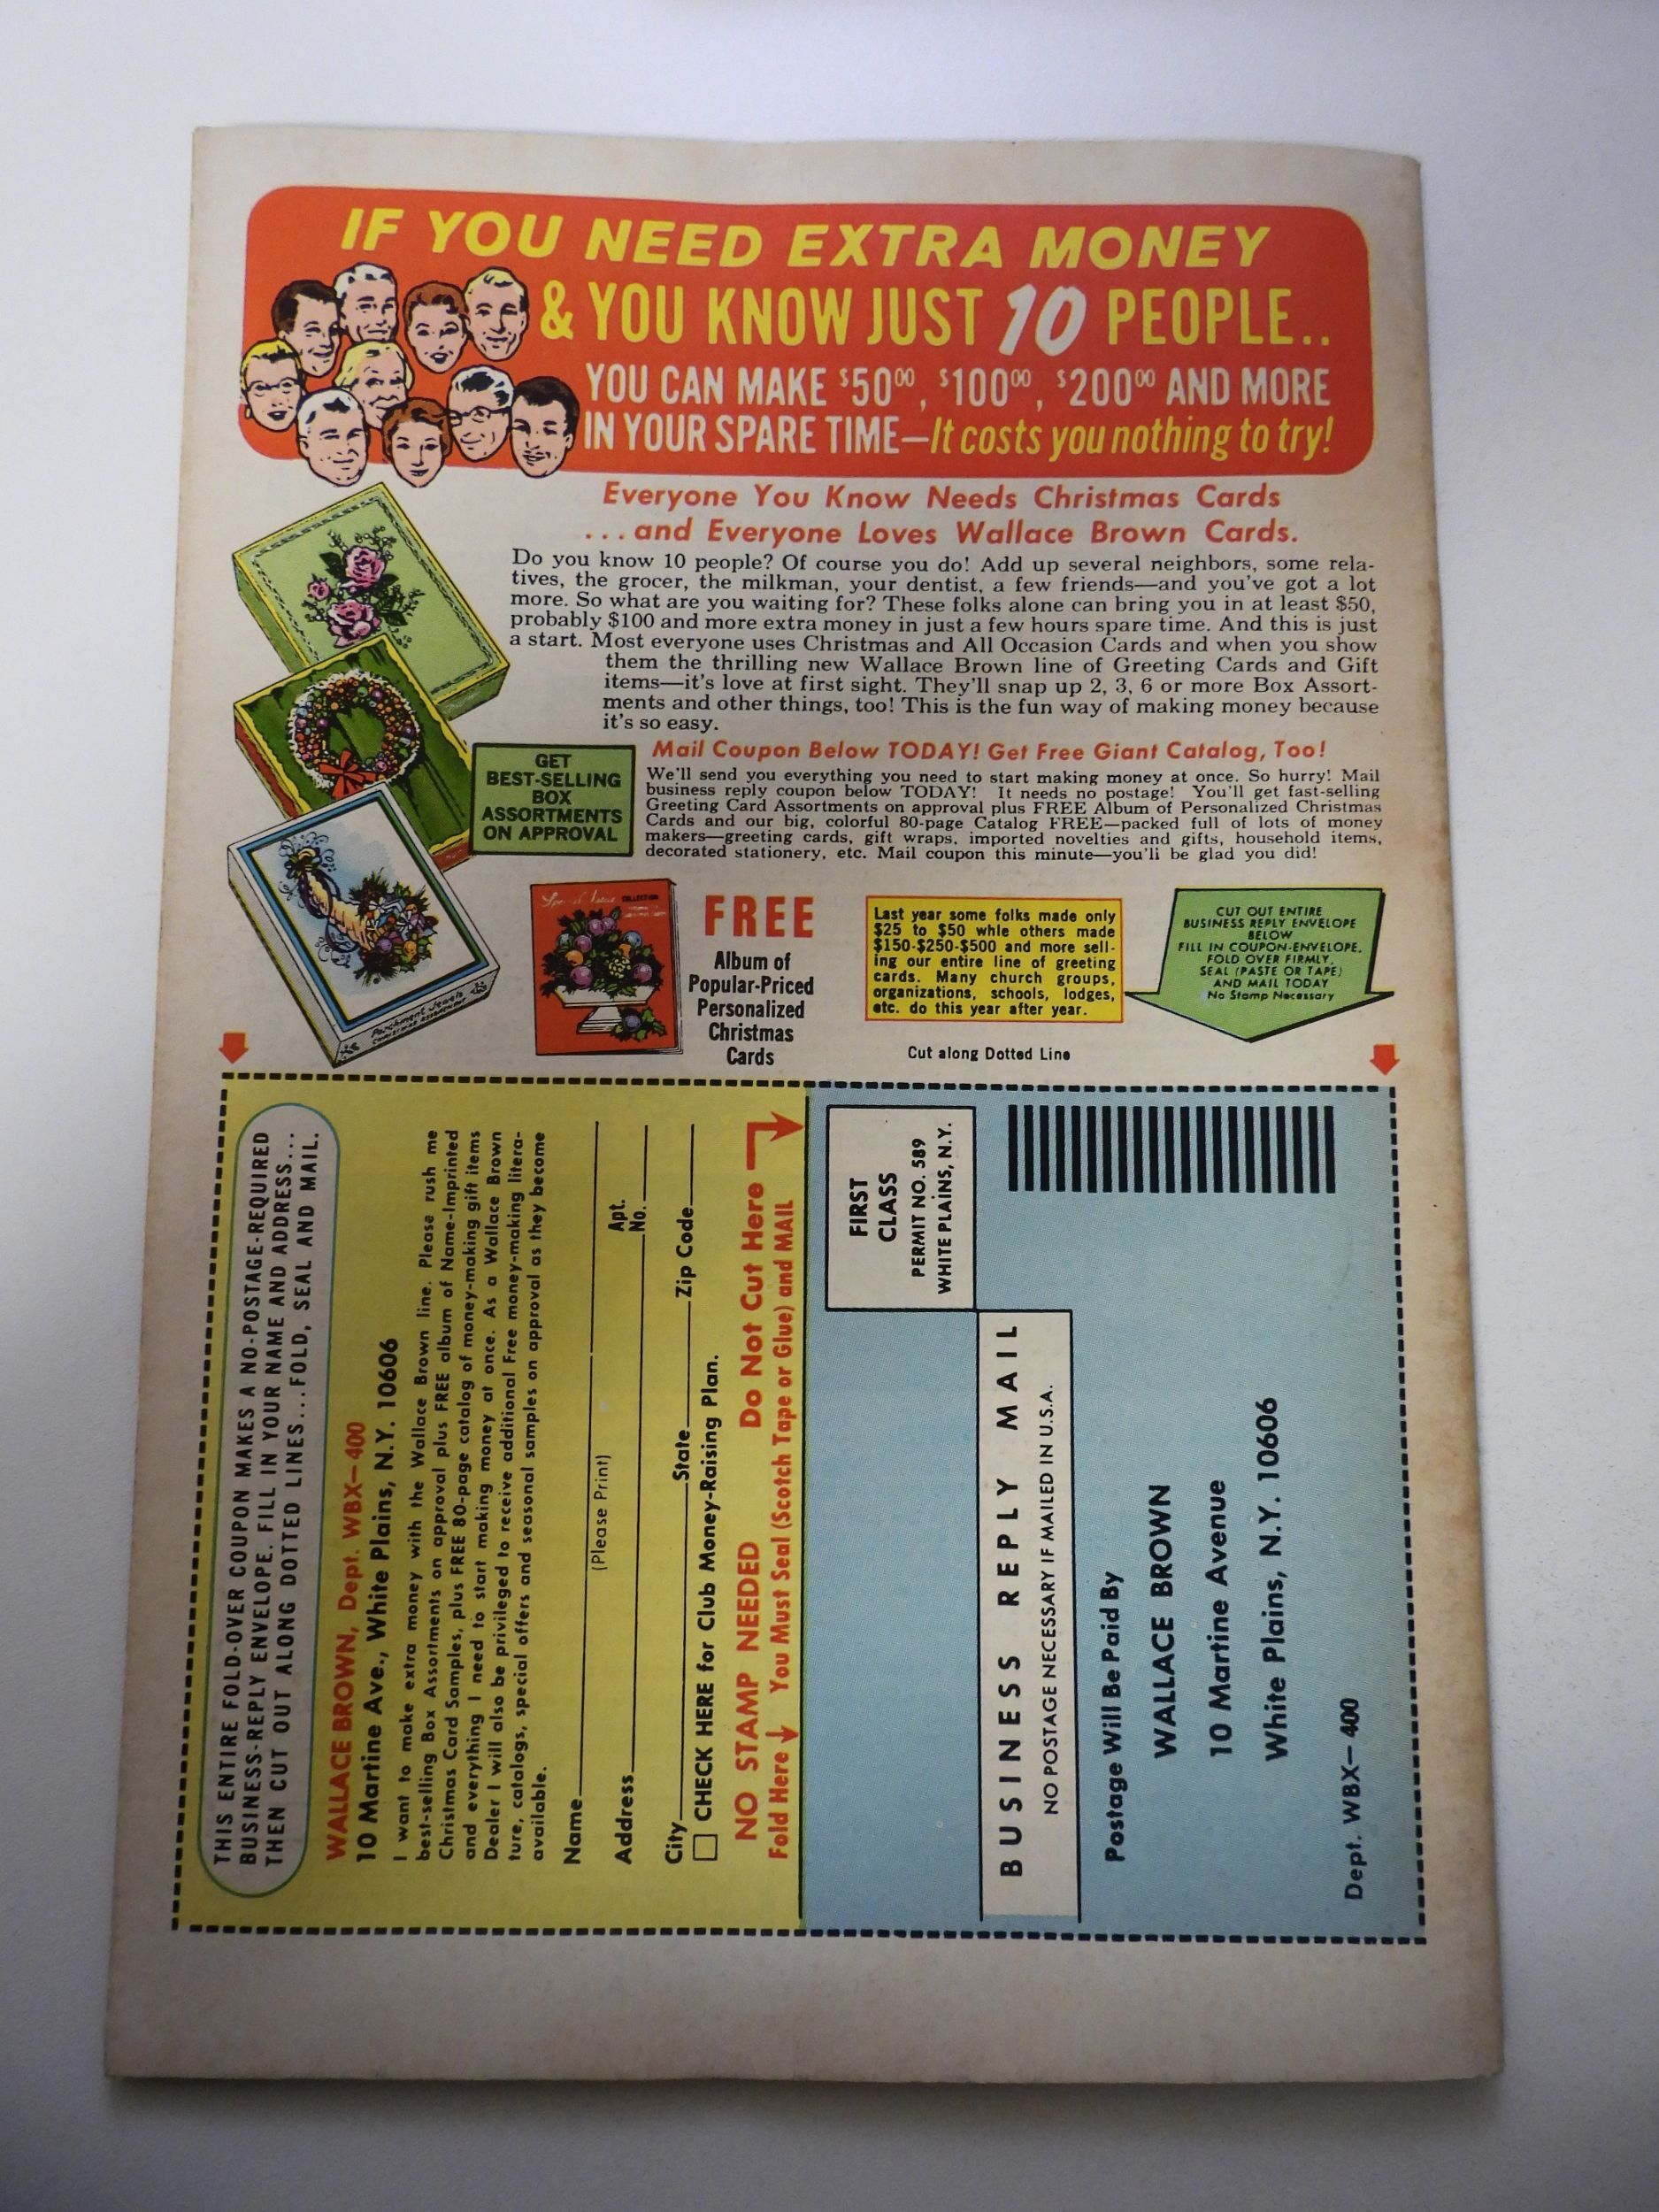 IF YOU NEED EXTRA MONEY
& YOU KNOW JUST 10 PEOPLE..
YOU CAN MAKE $50⁰⁰, $100⁰⁰, $200⁰⁰ AND MORE
IN YOUR SPARE TIME—It costs you nothing to try!
Everyone You Know Needs Christmas Cards
...and Everyone Loves Wallace Brown Cards.
Do you know 10 people? Of course you do! Add up several neighbors, some rela-
tives, the grocer, the milkman, your dentist, a few friends—and you've got a lot
more. So what are you waiting for? These folks alone can bring you in at least $50,
probably $100 and more extra money in just a few hours spare time. And this is just
a start. Most everyone uses Christmas and All Occasion Cards and when you show
them the thrilling new Wallace Brown line of Greeting Cards and Gift
items—it's love at first sight. They'll snap up 2, 3, 6 or more Box Assort-
ments and other things, too! This is the fun way of making money because
it's so easy.
GET
BEST-SELLING
BOX
ASSORTMENTS
ON APPROVAL
Mail Coupon Below TODAY! Get Free Giant Catalog, Too!
We'll send you everything you need to start making money at once. So hurry! Mail
business reply coupon below TODAY! It needs no postage! You'll get fast-selling
Greeting Card Assortments on approval plus FREE Album of Personalized Christmas
Cards and our big, colorful 80-page Catalog FREE—packed full of lots of money
makers—greeting cards, gift wraps, imported novelties and gifts, household items,
decorated stationery, etc. Mail coupon this minute—you'll be glad you did!
Parchment Jewels
CHRISTMAS ASSORTMENT
Special Issue COLLECTION
FREE
Album of
Popular-Priced
Personalized
Christmas
Cards
Last year some folks made only
$25 to $50 whle others made
$150-$250-$500 and more sell-
ing our entire line of greeting
cards. Many church groups,
organizations, schools, lodges,
etc. do this year after year.
CUT OUT ENTIRE
BUSINESS REPLY ENVELOPE
BELOW
FILL IN COUPON-ENVELOPE.
FOLD OVER FIRMLY.
SEAL (PASTE OR TAPE)
AND MAIL TODAY
No Stamp Necessary
Cut along Dotted Line
THIS ENTIRE FOLD-OVER COUPON MAKES A NO-POSTAGE-REQUIRED
BUSINESS-REPLY ENVELOPE. FILL IN YOUR NAME AND ADDRESS...
THEN CUT OUT ALONG DOTTED LINES...FOLD, SEAL AND MAIL.
WALLACE BROWN, Dept. WBX—400
10 Martine Ave., White Plains, N.Y. 10606
I want to make extra money with the Wallace Brown line. Please rush me
best-selling Box Assortments on approval plus FREE album of Name-Imprinted
Christmas Card Samples, plus FREE 80-page catalog of money-making gift items
and everything I need to start making money at once. As a Wallace Brown
Dealer I will also be privileged to receive additional Free money-making litera-
ture, catalogs, special offers and seasonal samples on approval as they become
available.
Name
(Please Print)
Address Apt. No.
City State Zip Code
CHECK HERE for Club Money-Raising Plan.
NO STAMP NEEDED Do Not Cut Here
Fold Here You Must Seal (Scotch Tape or Glue) and MAIL
FIRST
CLASS
PERMIT NO. 589
WHITE PLAINS, N.Y.
BUSINESS REPLY MAIL
NO POSTAGE NECESSARY IF MAILED IN U.S.A.
Postage Will Be Paid By
WALLACE BROWN
10 Martine Avenue
White Plains, N.Y. 10606
Dept. WBX—400